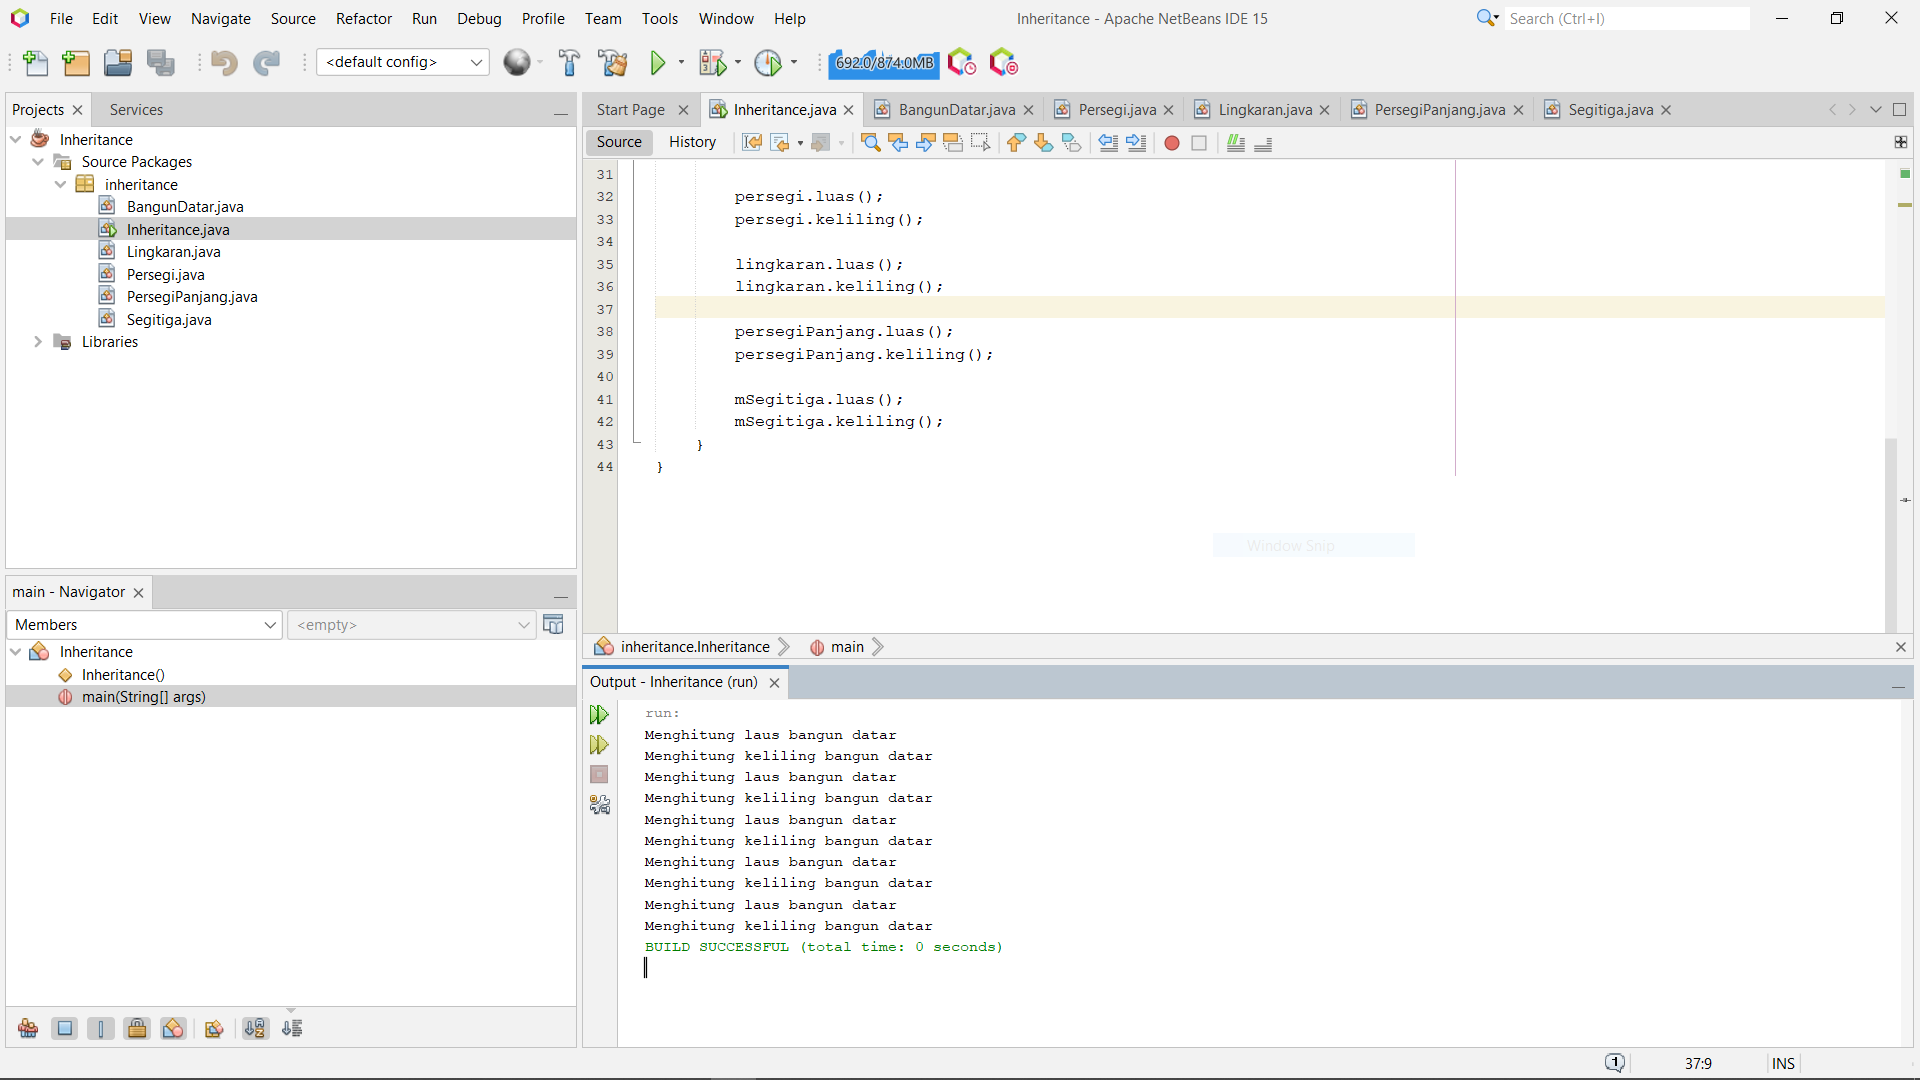 File Edit View Navigate Source Refactor Run Debug Profile Team Tools Window Help
Inheritance - Apache NetBeans IDE 15
Search (Ctrl+I)
<default config>
692.0/874.0MB
Projects Services
Inheritance
Source Packages
inheritance
BangunDatar.java
Inheritance.java
Lingkaran.java
Persegi.java
PersegiPanjang.java
Segitiga.java
Libraries
main - Navigator
Members <empty>
Inheritance
Inheritance()
main(String[] args)
Start Page Inheritance.java BangunDatar.java Persegi.java Lingkaran.java PersegiPanjang.java Segitiga.java
Source History
31
32 persegi.luas();
33 persegi.keliling();
34
35 lingkaran.luas();
36 lingkaran.keliling();
37
38 persegiPanjang.luas();
39 persegiPanjang.keliling();
40
41 mSegitiga.luas();
42 mSegitiga.keliling();
43 }
44 }
Window Snip
inheritance.Inheritance main
Output - Inheritance (run)
run:
Menghitung laus bangun datar
Menghitung keliling bangun datar
Menghitung laus bangun datar
Menghitung keliling bangun datar
Menghitung laus bangun datar
Menghitung keliling bangun datar
Menghitung laus bangun datar
Menghitung keliling bangun datar
Menghitung laus bangun datar
Menghitung keliling bangun datar
BUILD SUCCESSFUL (total time: 0 seconds)
1 37:9 INS